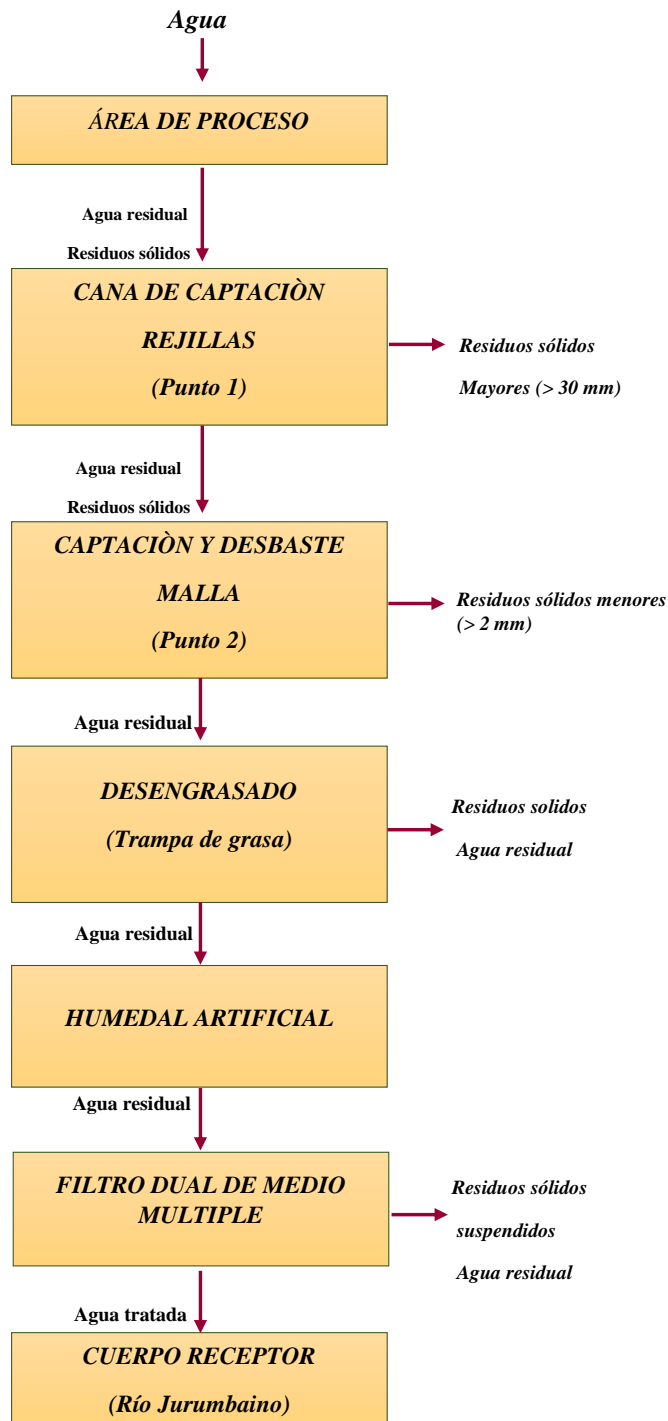 Agua
ÁREA DE PROCESO
Agua residual
Residuos sólidos
CANA DE CAPTACIÒN
REJILLAS
(Punto 1)
Residuos sólidos
Mayores (> 30 mm)
Agua residual
Residuos sólidos
CAPTACIÒN Y DESBASTE
MALLA
(Punto 2)
Residuos sólidos menores
(> 2 mm)
Agua residual
DESENGRASADO
(Trampa de grasa)
Residuos solidos
Agua residual
Agua residual
HUMEDAL ARTIFICIAL
Agua residual
FILTRO DUAL DE MEDIO
MULTIPLE
Residuos sólidos
suspendidos
Agua residual
Agua tratada
CUERPO RECEPTOR
(Río Jurumbaino)